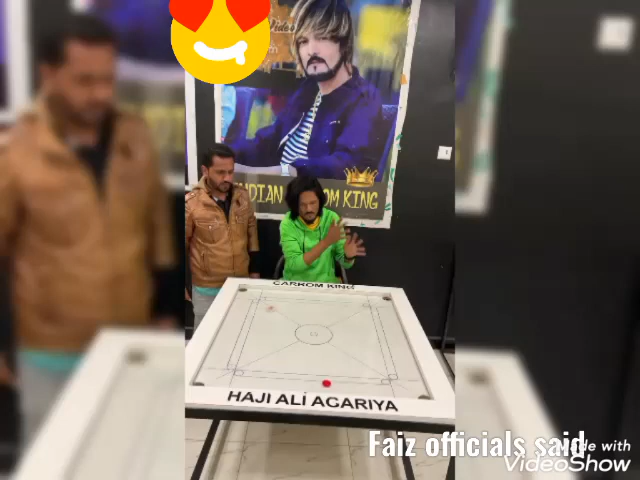 INDIAN CARROM KING
CARROM KING
HAJI ALİ AGARIYA
Faiz officials said
Made with
VideoShow